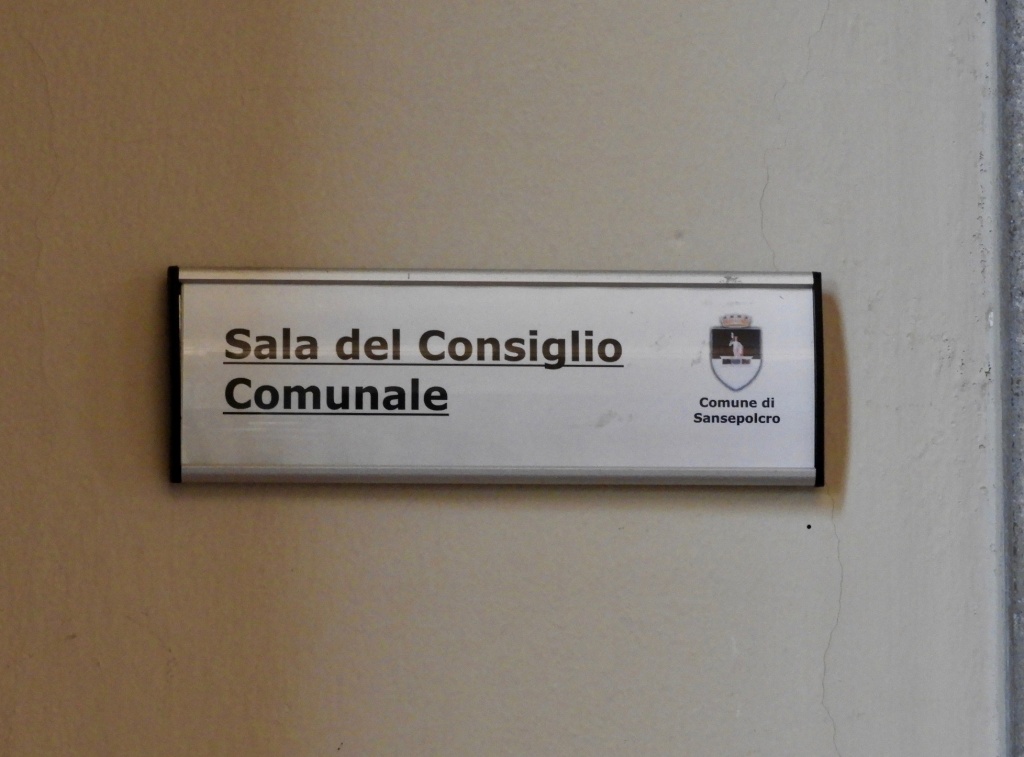 Sala del Consiglio
Comunale
Comune di
Sansepolcro